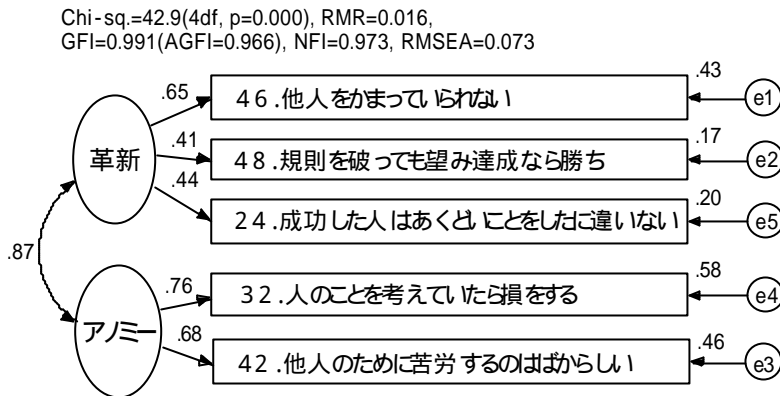 Chi-sq.=42.9(4df, p=0.000), RMR=0.016,
GFI=0.991(AGFI=0.966), NFI=0.973, RMSEA=0.073
.43
.65
46.他人をかまっていられない
e1
.17
.41
48.規則を破っても望み達成なら勝ち
e2
革新
.44
.20
24.成功した人はあくどいことをしたに違いない
e5
.87
.58
.76
32.人のことを考えていたら損をする
e4
アノミー
.68
.46
42.他人のために苦労するのはばからしい
e3